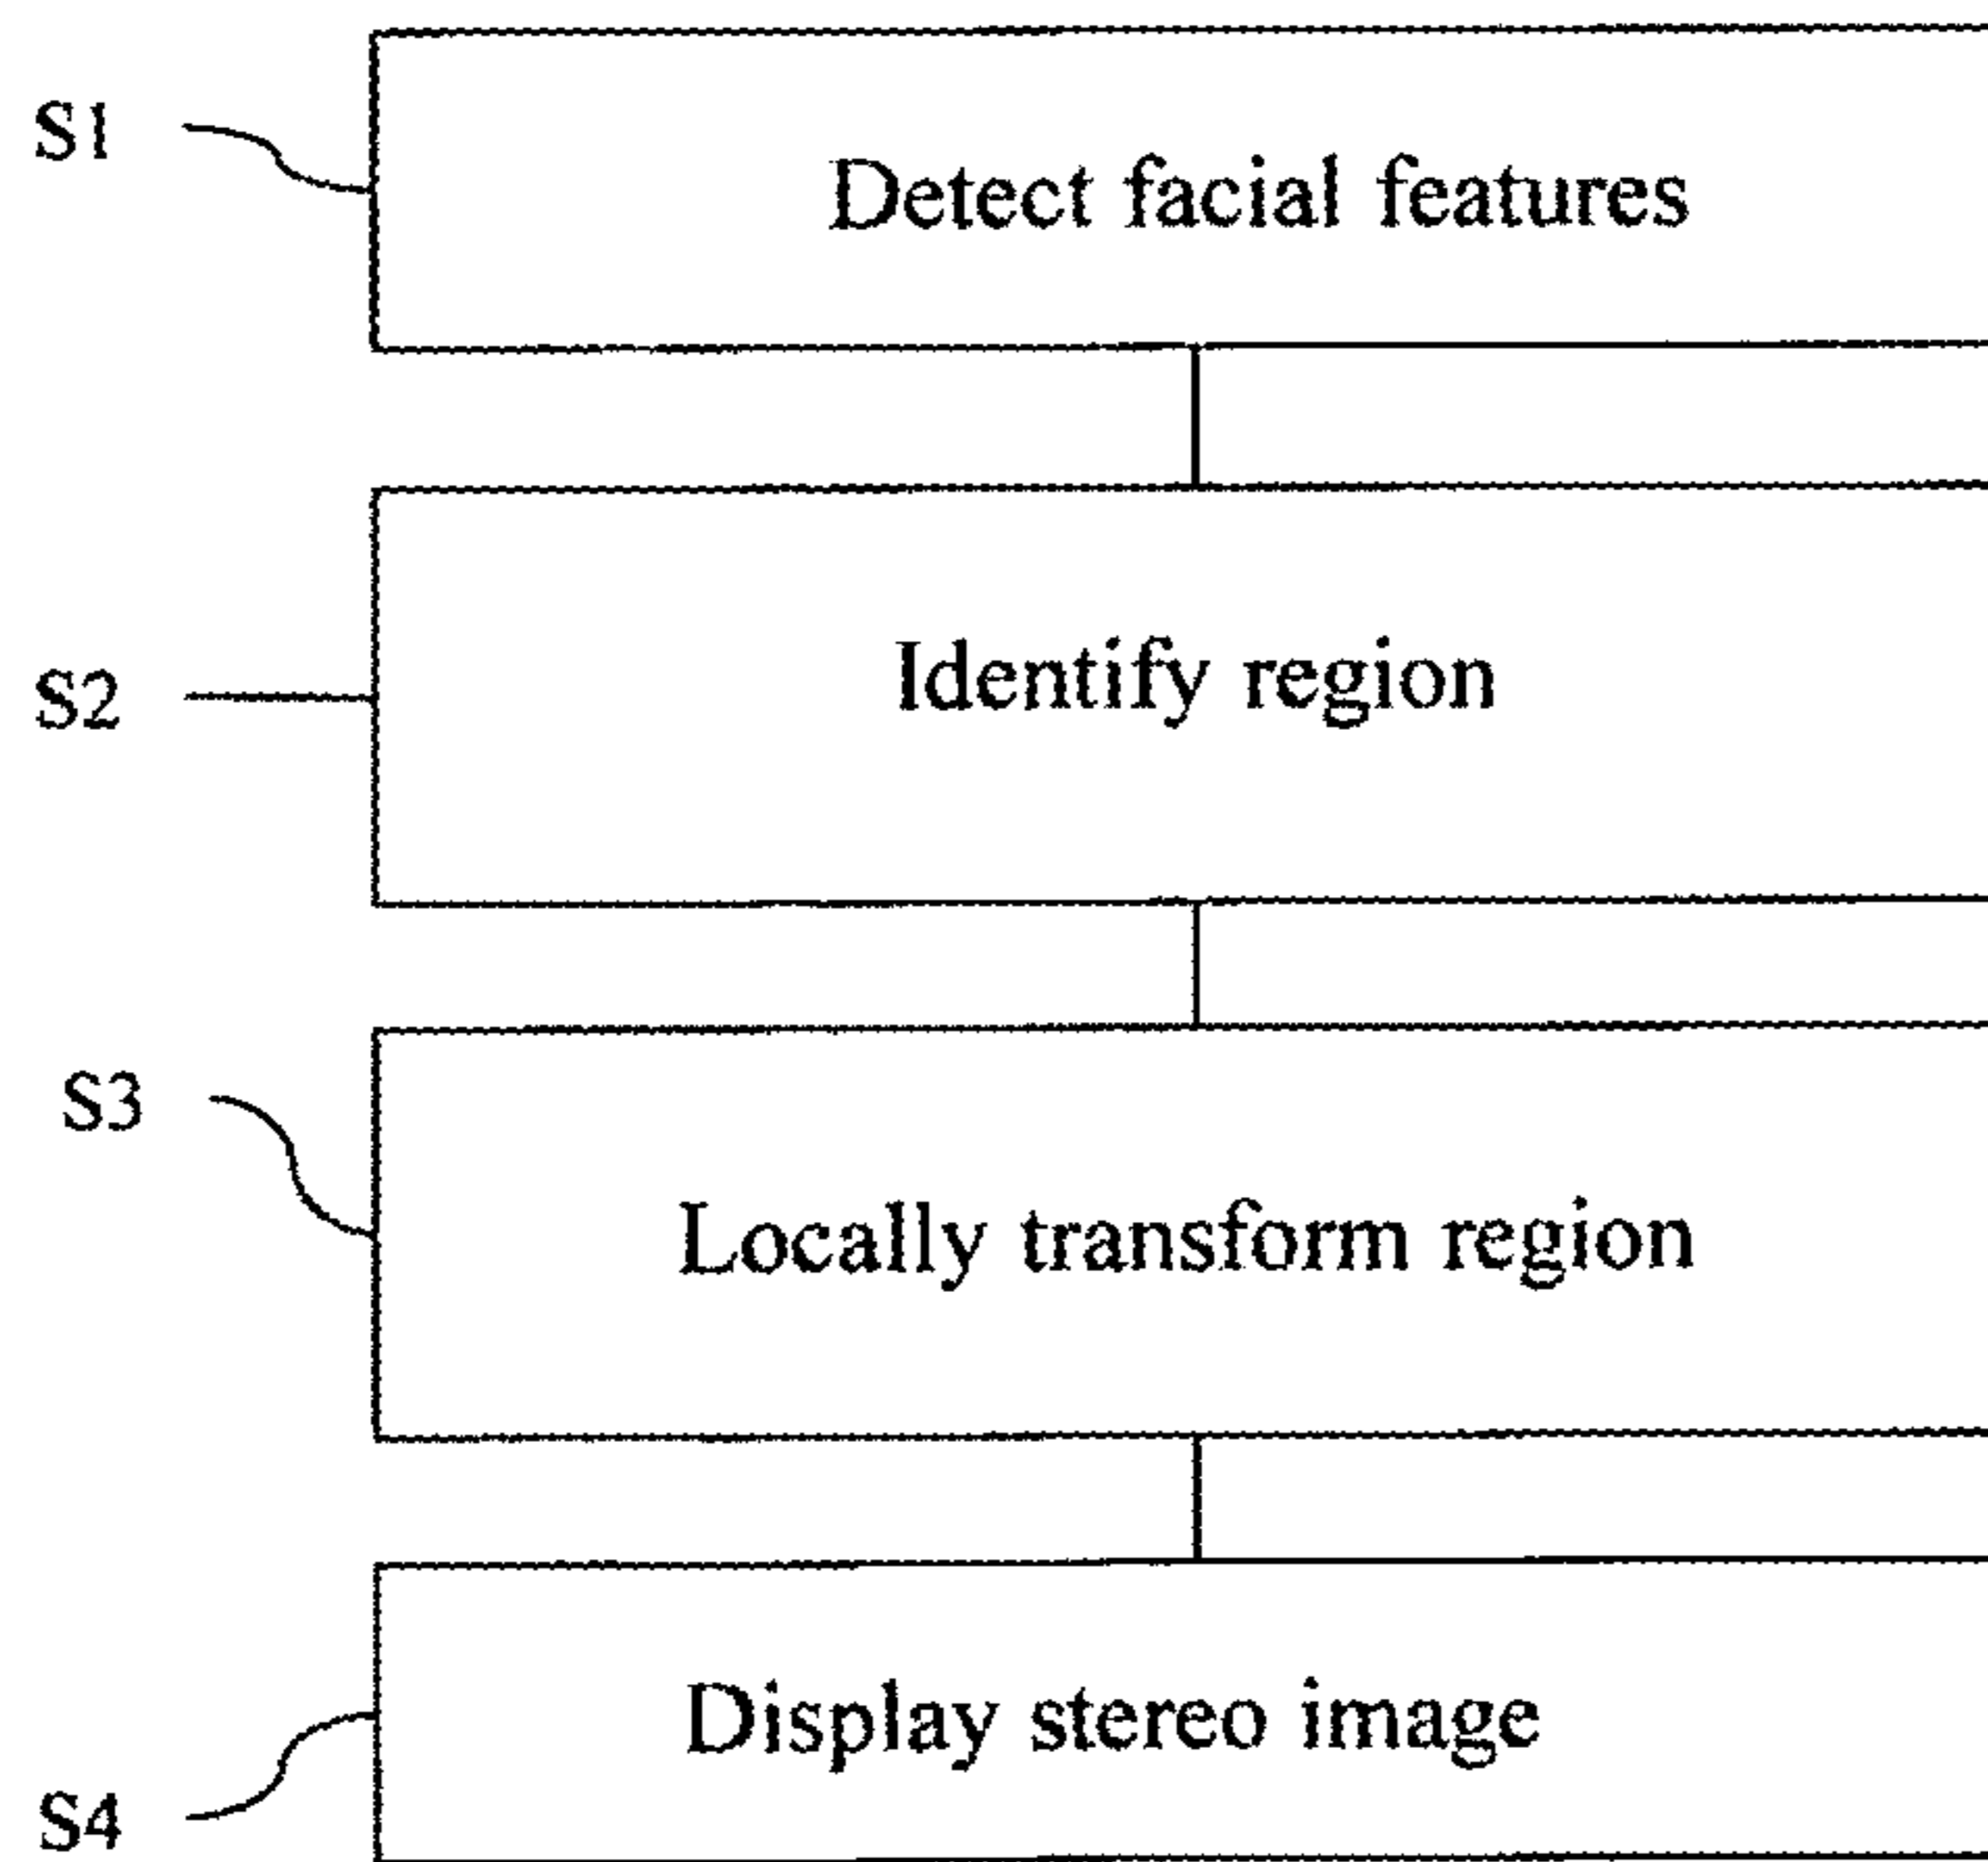 S1
Detect facial features
S2
Identify region
S3
Locally transform region
S4
Display stereo image